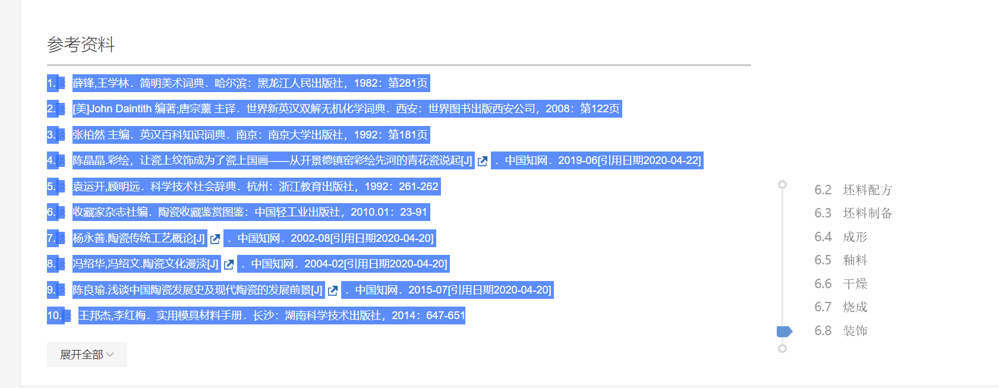 参考资料
1. 薛锋,王学林．简明美术词典．哈尔滨：黑龙江人民出版社，1982：第281页
2. [美]John Daintith 编著;唐宗薰 主译．世界新英汉双解无机化学词典．西安：世界图书出版西安公司，2008：第122页
3. 张柏然 主编．英汉百科知识词典．南京：南京大学出版社，1992：第181页
4. 陈晶晶.彩绘，让瓷上纹饰成为了瓷上国画——从开景德镇窑彩绘先河的青花瓷说起[J] ．中国知网．2019-06[引用日期2020-04-22]
5. 袁运开,顾明远．科学技术社会辞典．杭州：浙江教育出版社，1992：261-262
6. 收藏家杂志社编．陶瓷收藏鉴赏图鉴：中国轻工业出版社，2010.01：23-91
7. 杨永善.陶瓷传统工艺概论[J] ．中国知网．2002-08[引用日期2020-04-20]
8. 冯绍华,冯绍文.陶瓷文化漫淡[J] ．中国知网．2004-02[引用日期2020-04-20]
9. 陈良瑜.浅谈中国陶瓷发展史及现代陶瓷的发展前景[J] ．中国知网．2015-07[引用日期2020-04-20]
10. 王邦杰,李红梅．实用模具材料手册．长沙：湖南科学技术出版社，2014：647-651
展开全部
6.2 坯料配方
6.3 坯料制备
6.4 成形
6.5 釉料
6.6 干燥
6.7 烧成
6.8 装饰